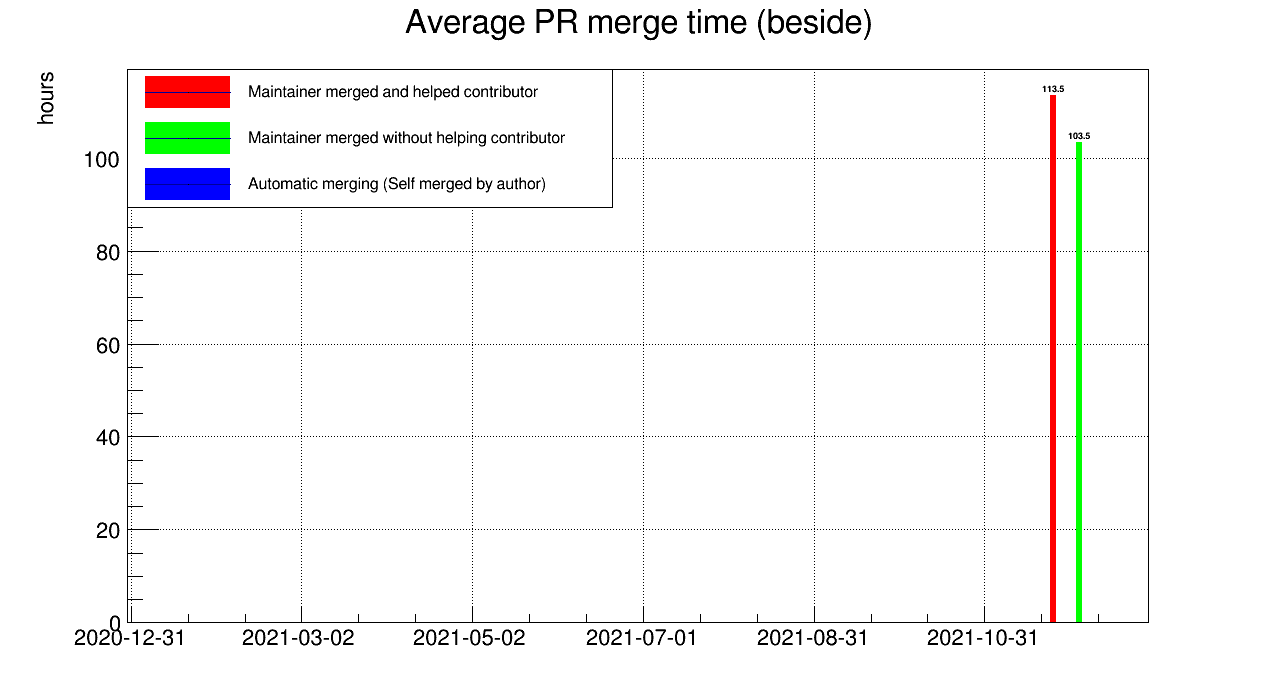 Average PR merge time (beside)
hours
Maintainer merged and helped contributor
Maintainer merged without helping contributor
Automatic merging (Self merged by author)
113.5
103.5
100
80
60
40
20
0
2020-12-31 2021-03-02 2021-05-02 2021-07-01 2021-08-31 2021-10-31